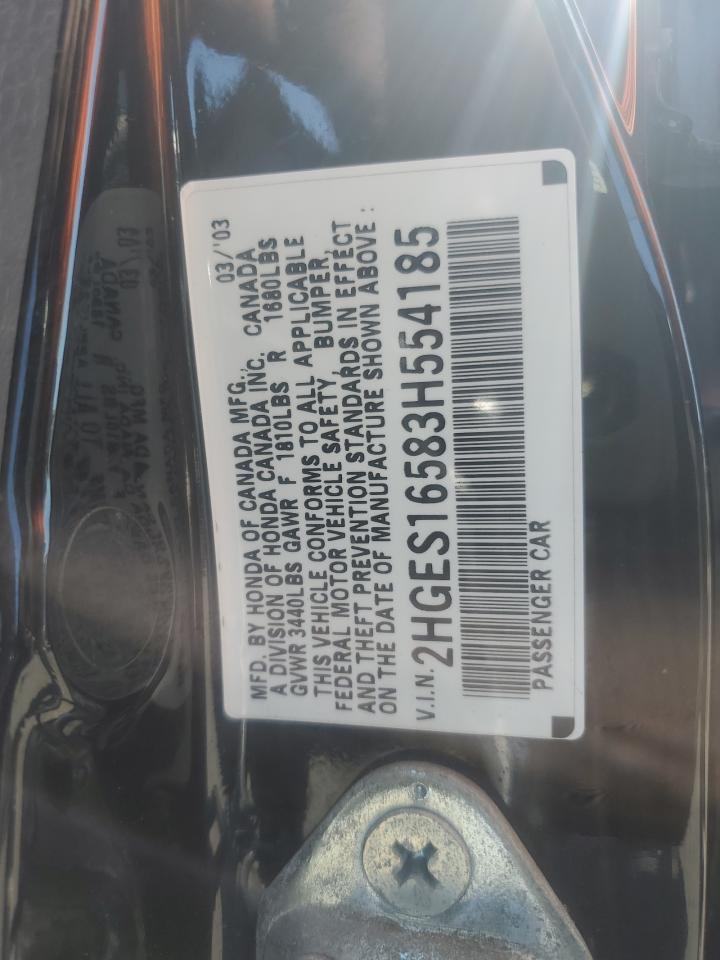 MFD. BY HONDA OF CANADA MFG., 03/'03
A DIVISION OF HONDA CANADA INC. CANADA
GVWR 3440LBS GAWR F 1810LBS R 1680LBS
THIS VEHICLE CONFORMS TO ALL APPLICABLE
FEDERAL MOTOR VEHICLE SAFETY, BUMPER,
AND THEFT PREVENTION STANDARDS IN EFFECT
ON THE DATE OF MANUFACTURE SHOWN ABOVE :
V.I.N: 2HGES16583H554185
PASSENGER CAR